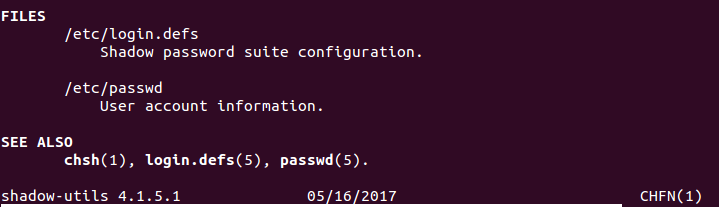 FILES
/etc/login.defs
Shadow password suite configuration.
/etc/passwd
User account information.
SEE ALSO
chsh(1), login.defs(5), passwd(5).
shadow-utils 4.1.5.1 05/16/2017 CHFN(1)